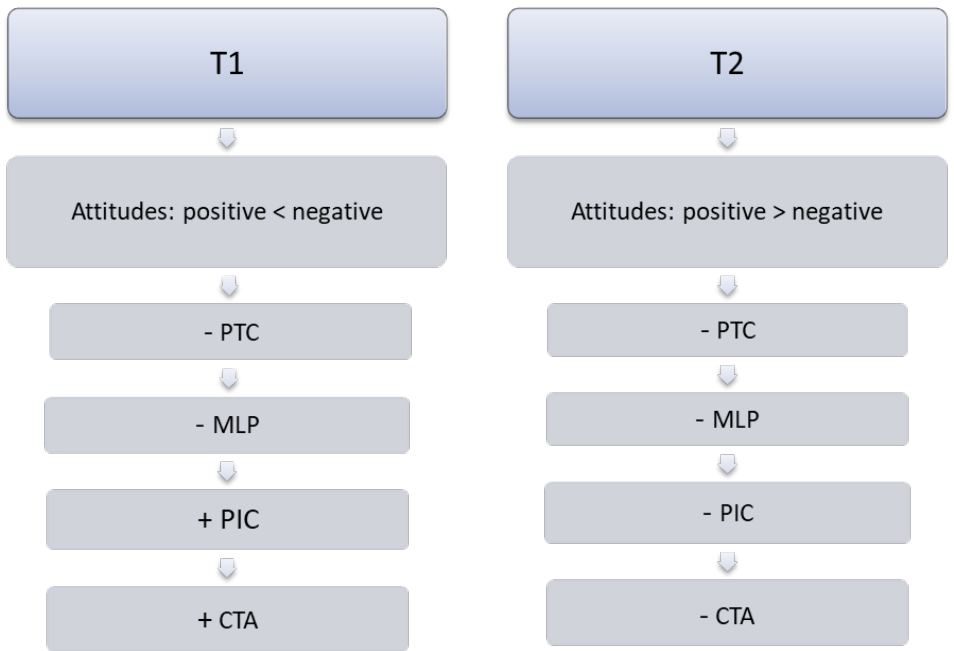 T1
Attitudes: positive < negative
- PTC
- MLP
+ PIC
+ CTA
T2
Attitudes: positive > negative
- PTC
- MLP
- PIC
- CTA